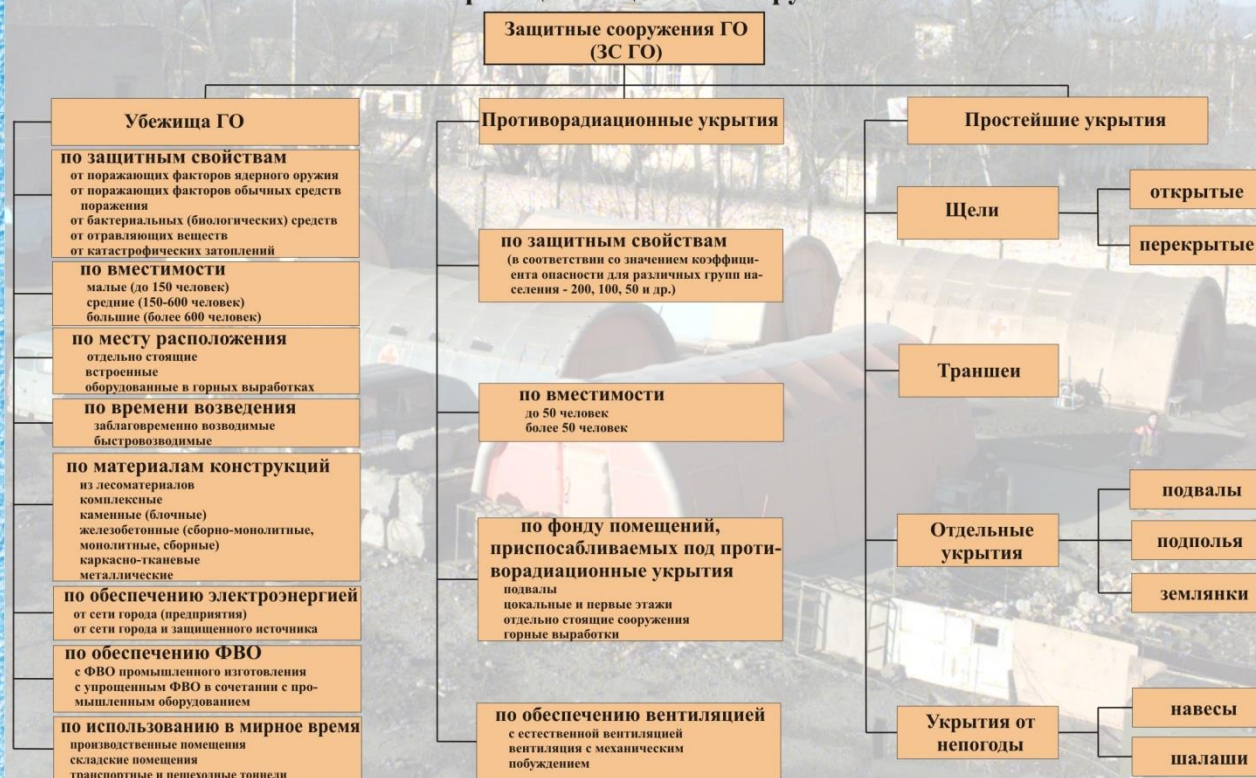 Защитные сооружения ГО
(ЗС ГО)
Убежища ГО
по защитным свойствам
от поражающих факторов ядерного оружия
от поражающих факторов обычных средств
поражения
от бактериальных (биологических) средств
от отравляющих веществ
от катастрофических затоплений
по вместимости
малые (до 150 человек)
средние (150-600 человек)
большие (более 600 человек)
по месту расположения
отдельно стоящие
встроенные
оборудованные в горных выработках
по времени возведения
заблаговременно возводимые
быстровозводимые
по материалам конструкций
из лесоматериалов
комплексные
каменные (блочные)
железобетонные (сборно-монолитные,
монолитные, сборные)
каркасно-тканевые
металлические
по обеспечению электроэнергией
от сети города (предприятия)
от сети города и защищенного источника
по обеспечению ФВО
с ФВО промышленного изготовления
с упрощенным ФВО в сочетании с про-
мышленным оборудованием
по использованию в мирное время
производственные помещения
складские помещения
транспортные и пешеходные тоннели
Противорадиационные укрытия
по защитным свойствам
(в соответствии со значением коэффици-
ента опасности для различных групп на-
селения - 200, 100, 50 и др.)
по вместимости
до 50 человек
более 50 человек
по фонду помещений,
приспосабливаемых под проти-
ворадиационные укрытия
подвалы
цокальные и первые этажи
отдельно стоящие сооружения
горные выработки
по обеспечению вентиляцией
с естественной вентиляцией
вентиляция с механическим
побуждением
Простейшие укрытия
Щели
открытые
перекрытые
Траншеи
Отдельные
укрытия
подвалы
подполья
землянки
Укрытия от
непогоды
навесы
шалаши